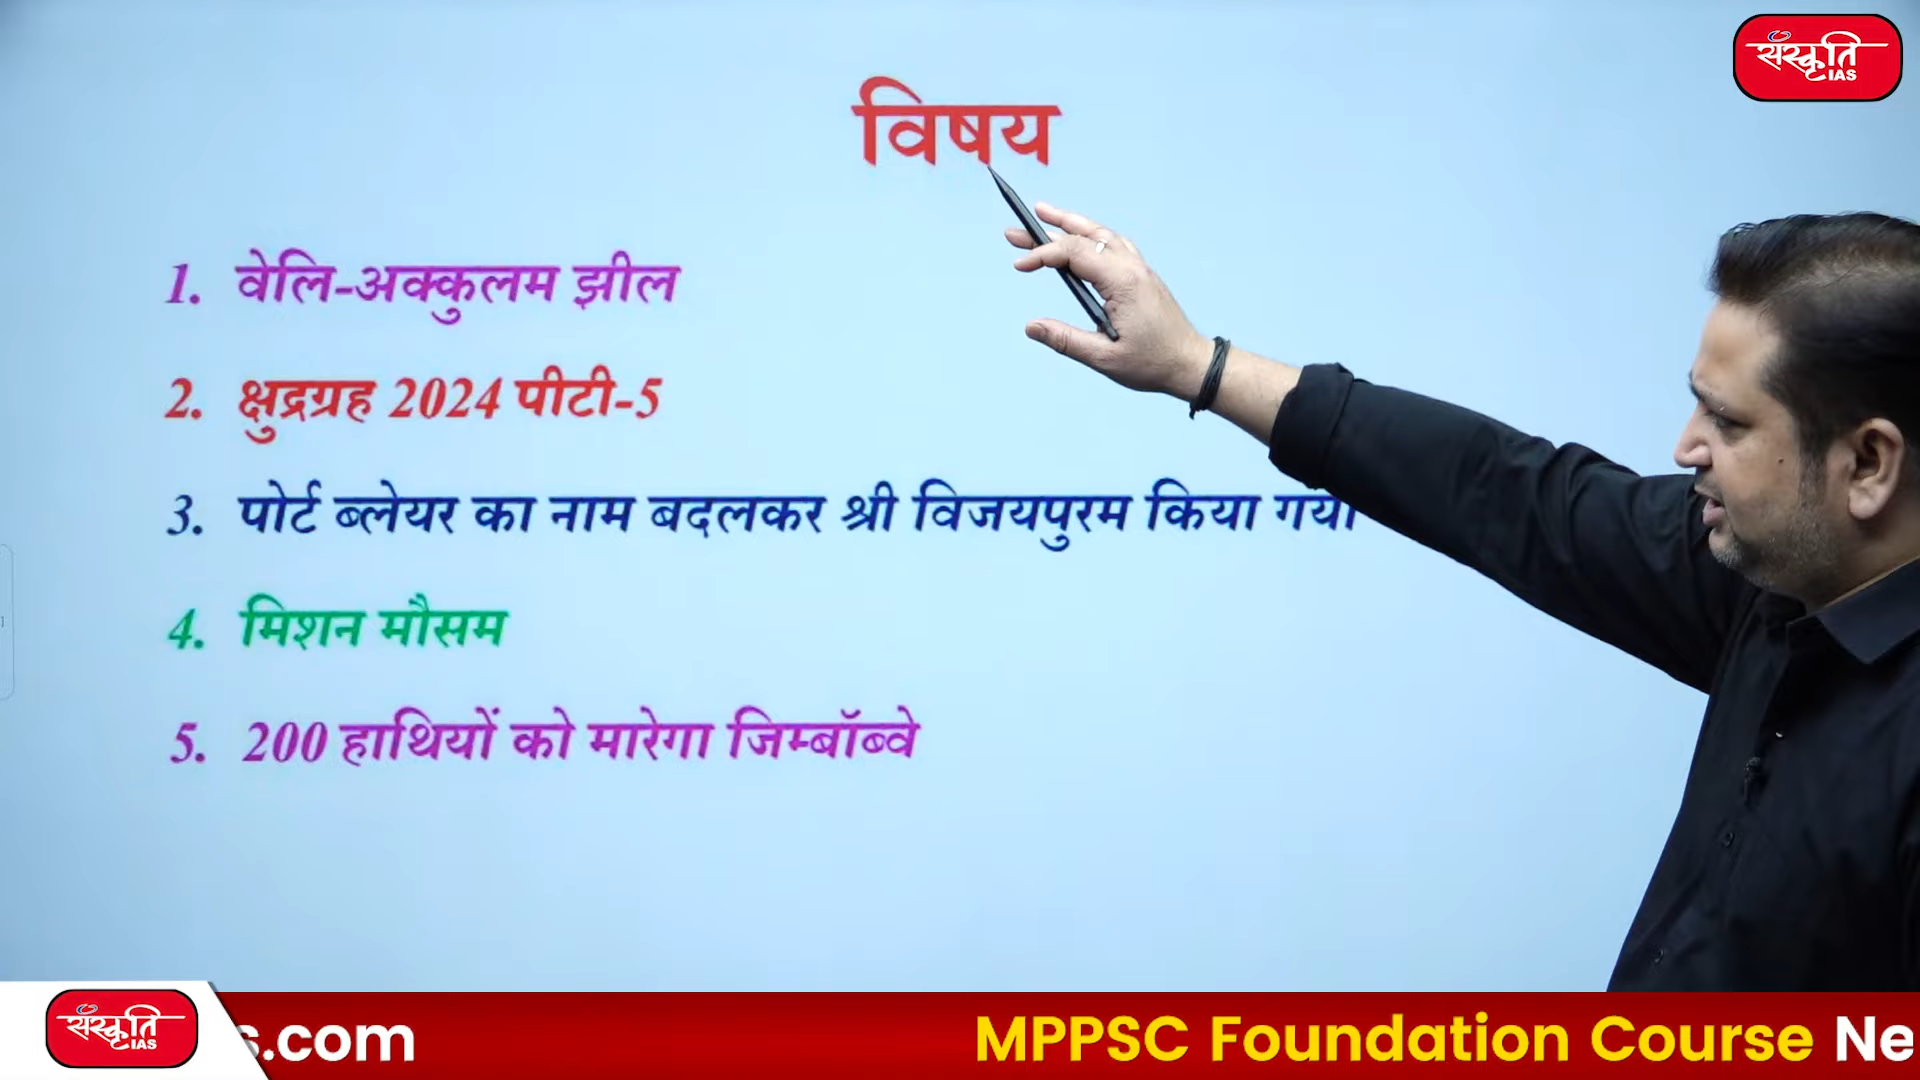 संस्कृति
IAS
विषय
1. वेलि-अक्कुलम झील
2. क्षुद्रग्रह 2024 पीटी-5
3. पोर्ट ब्लेयर का नाम बदलकर श्री विजयपुरम किया गया
4. मिशन मौसम
5. 200 हाथियों को मारेगा जिम्बॉब्वे
संस्कृति
IAS
s.com MPPSC Foundation Course Ne